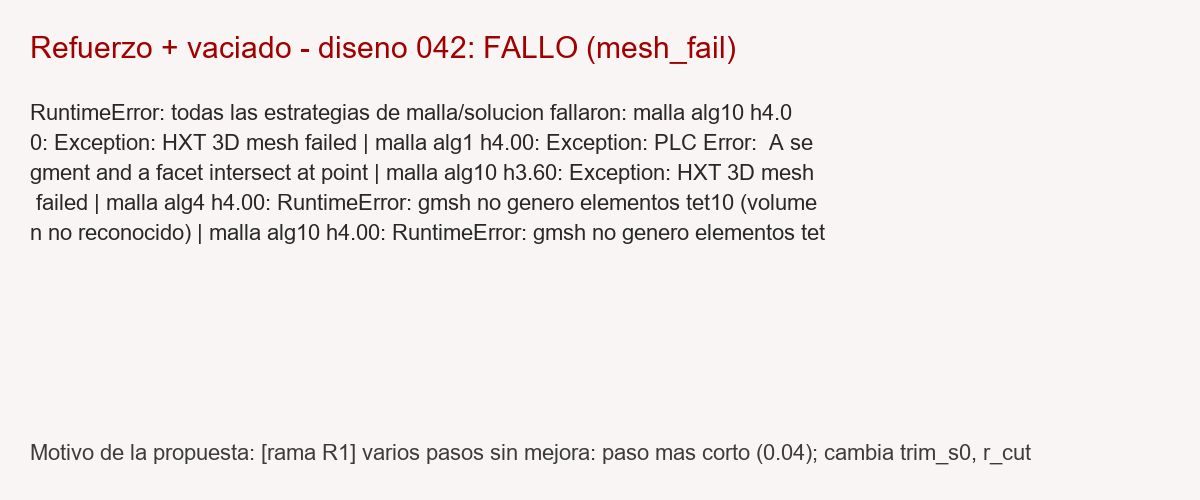 Refuerzo + vaciado - diseno 042: FALLO (mesh_fail)
RuntimeError: todas las estrategias de malla/solucion fallaron: malla alg10 h4.0
0: Exception: HXT 3D mesh failed | malla alg1 h4.00: Exception: PLC Error:  A se
gment and a facet intersect at point | malla alg10 h3.60: Exception: HXT 3D mesh
 failed | malla alg4 h4.00: RuntimeError: gmsh no genero elementos tet10 (volume
n no reconocido) | malla alg10 h4.00: RuntimeError: gmsh no genero elementos tet
Motivo de la propuesta: [rama R1] varios pasos sin mejora: paso mas corto (0.04); cambia trim_s0, r_cut